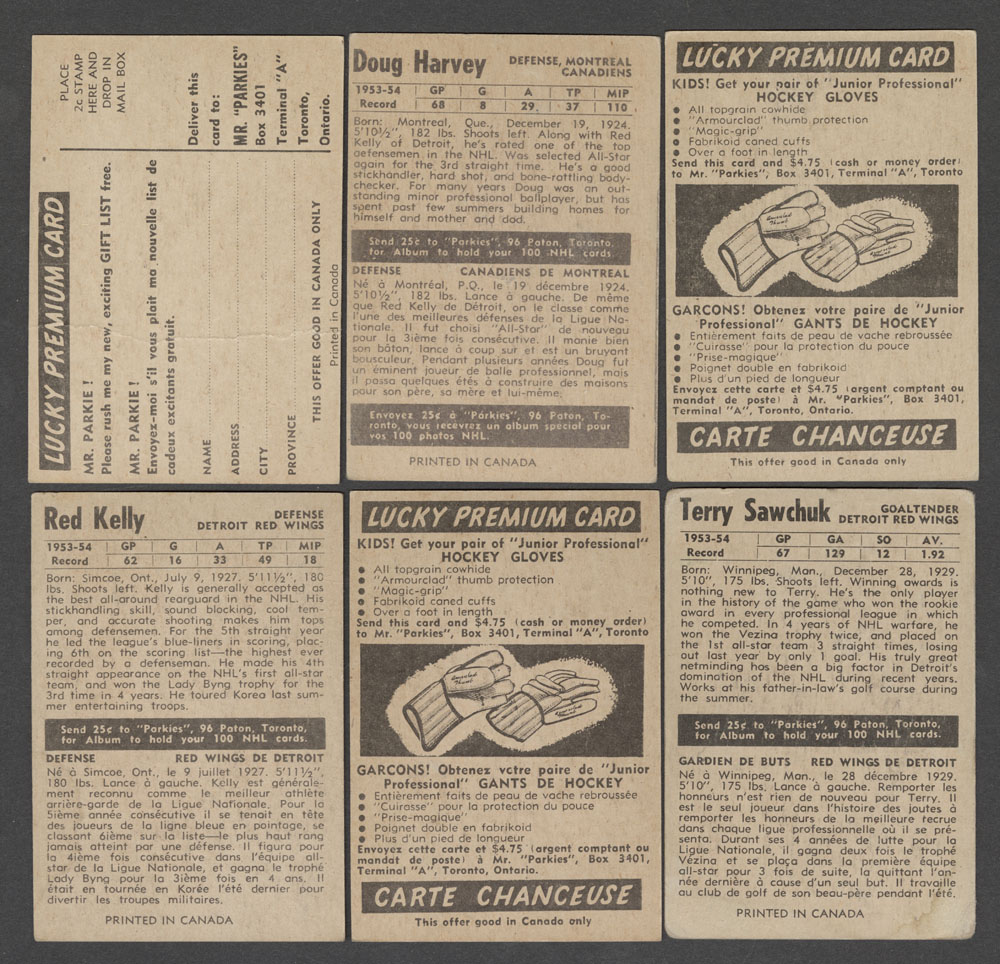 LUCKY PREMIUM CARD
MR. PARKIE!
Please rush me my new, exciting GIFT LIST free.
MR. PARKIE!
Envoyez-moi s'il vous plait ma nouvelle list de
cadeux excitants gratuit.
NAME
ADDRESS
CITY
PROVINCE
THIS OFFER GOOD IN CANADA ONLY
Printed in Canada
PLACE
2c STAMP
HERE AND
DROP IN
MAIL BOX
Deliver this
card to:
MR. "PARKIES"
Box 3401
Terminal "A"
Toronto,
Ontario.
Doug Harvey
DEFENSE, MONTREAL
CANADIENS
1953-54 GP G A TP MIP
Record 68 8 29 37 110
Born: Montreal, Que., December 19, 1924.
5'10½", 182 lbs. Shoots left. Along with Red
Kelly of Detroit, he's rated one of the top
defensemen in the NHL. Was selected All-Star
again for the 3rd straight time. He's a good
stickhandler, hard shot, and bone-rattling body-
checker. For many years Doug was an out-
standing minor professional ballplayer, but has
spent past few summers building homes for
himself and mother and dad.
Send 25¢ to "Parkies", 96 Paton, Toronto,
for Album to hold your 100 NHL cards.
DEFENSE CANADIENS DE MONTREAL
Né à Montréal, P.Q., le 19 décembre 1924.
5'10½", 182 lbs. Lance à gauche. De même
que Red Kelly de Détroit, on le classe comme
l'une des meilleures défenses de la Ligue Na-
tionale. Il fut choisi "All-Star" de nouveau
pour la 3ième fois consécutive. Il manie bien
son bâton, lance à coup sur et est un bruyant
bousculeur. Pendant plusieurs années Doug fut
un éminent joueur de balle professionnel, mais
il passa quelques étés à construire des maisons
pour son père, sa mère et lui-même.
Envoyez 25¢ à "Parkies", 96 Paton, To-
ronto, vous recevrez un album special pour
vos 100 photos NHL.
PRINTED IN CANADA
LUCKY PREMIUM CARD
KIDS! Get your pair of "Junior Professional"
HOCKEY GLOVES
● All topgrain cowhide
● "Armourclad" thumb protection
● "Magic-grip"
● Fabrikoid caned cuffs
● Over a foot in length
Send this card and $4.75 (cash or money order)
to Mr. "Parkies", Box 3401, Terminal "A", Toronto
GARCONS! Obtenez votre paire de "Junior
Professional" GANTS DE HOCKEY
● Entièrement faits de peau de vache rebroussée
● "Cuirasse" pour la protection du pouce
● "Prise-magique"
● Poignet double en fabrikoid
● Plus d'un pied de longueur
Envoyez cette carte et $4.75 (argent comptant ou
mandat de poste) à Mr. "Parkies", Box 3401,
Terminal "A", Toronto, Ontario.
CARTE CHANCEUSE
This offer good in Canada only
Red Kelly
DEFENSE
DETROIT RED WINGS
1953-54 GP G A TP MIP
Record 62 16 33 49 18
Born: Simcoe, Ont., July 9, 1927. 5'11½", 180
lbs. Shoots left. Kelly is generally accepted as
the best all-around rearguard in the NHL. His
stickhandling skill, sound blocking, cool tem-
per, and accurate shooting makes him tops
among defensemen. For the 5th straight year
he led the league's blue-liners in scoring, plac-
ing 6th on the scoring list—the highest ever
recorded by a defenseman. He made his 4th
straight appearance on the NHL's first all-star
team, and won the Lady Byng trophy for the
3rd time in 4 years. He toured Korea last sum-
mer entertaining troops.
Send 25¢ to "Parkies", 96 Paton, Toronto,
for Album to hold your 100 NHL cards.
DEFENSE RED WINGS DE DETROIT
Né à Simcoe, Ont., le 9 juillet 1927. 5'11½",
180 lbs. Lance à gauche. Kelly est générale-
ment reconnu comme le meilleur athlète
arrière-garde de la Ligue Nationale. Pour la
5ième année consécutive il se tenait en tête
des joueurs de la ligne bleue en pointage, se
classant 6ième sur la liste—le plus haut rang
jamais atteint par une défense. Il figura pour
la 4ième fois consécutive dans l'équipe all-
star de la Ligue Nationale, et gagna le trophé
Lady Byng pour la 3ième fois en 4 ans. Il
était en tournée en Korée l'été dernier pour
divertir les troupes militaires.
PRINTED IN CANADA
LUCKY PREMIUM CARD
KIDS! Get your pair of "Junior Professional"
HOCKEY GLOVES
● All topgrain cowhide
● "Armourclad" thumb protection
● "Magic-grip"
● Fabrikoid caned cuffs
● Over a foot in length
Send this card and $4.75 (cash or money order)
to Mr. "Parkies", Box 3401, Terminal "A", Toronto
GARCONS! Obtenez votre paire de "Junior
Professional" GANTS DE HOCKEY
● Entièrement faits de peau de vache rebroussée
● "Cuirasse" pour la protection du pouce
● "Prise-magique"
● Poignet double en fabrikoid
● Plus d'un pied de longueur
Envoyez cette carte et $4.75 (argent comptant ou
mandat de poste) à Mr. "Parkies", Box 3401,
Terminal "A", Toronto, Ontario.
CARTE CHANCEUSE
This offer good in Canada only
Terry Sawchuk
GOALTENDER
DETROIT RED WINGS
1953-54 GP GA SO AV.
Record 67 129 12 1.92
Born: Winnipeg, Man., December 28, 1929.
5'10", 175 lbs. Shoots left. Winning awards is
nothing new to Terry. He's the only player
in the history of the game who won the rookie
award in every professional league in which
he competed. In 4 years of NHL warfare, he
won the Vezina trophy twice, and placed on
the 1st all-star team 3 straight times, losing
out last year by only 1 goal. His truly great
netminding has been a big factor in Detroit's
domination of the NHL during recent years.
Works at his father-in-law's golf course during
the summer.
Send 25¢ to "Parkies", 96 Paton, Toronto,
for Album to hold your 100 NHL cards.
GARDIEN DE BUTS RED WINGS DE DETROIT
Né à Winnipeg, Man., le 28 décembre 1929.
5'10", 175 lbs. Lance à gauche. Remporter les
honneurs n'est rien de nouveau pour Terry. Il
est le seul joueur dans l'histoire des joutes à
remporter les honneurs de la meilleure recrue
dans chaque ligue professionnelle où il se pré-
senta. Durant ses 4 années de lutte pour la
Ligue Nationale, il gagna deux fois le trophé
Vézina et se plaça dans la première équipe
all-star pour 3 fois de suite, la quittant l'an-
née dernière à cause d'un seul but. Il travaille
au club de golf de son beau-père pendant l'été.
PRINTED IN CANADA